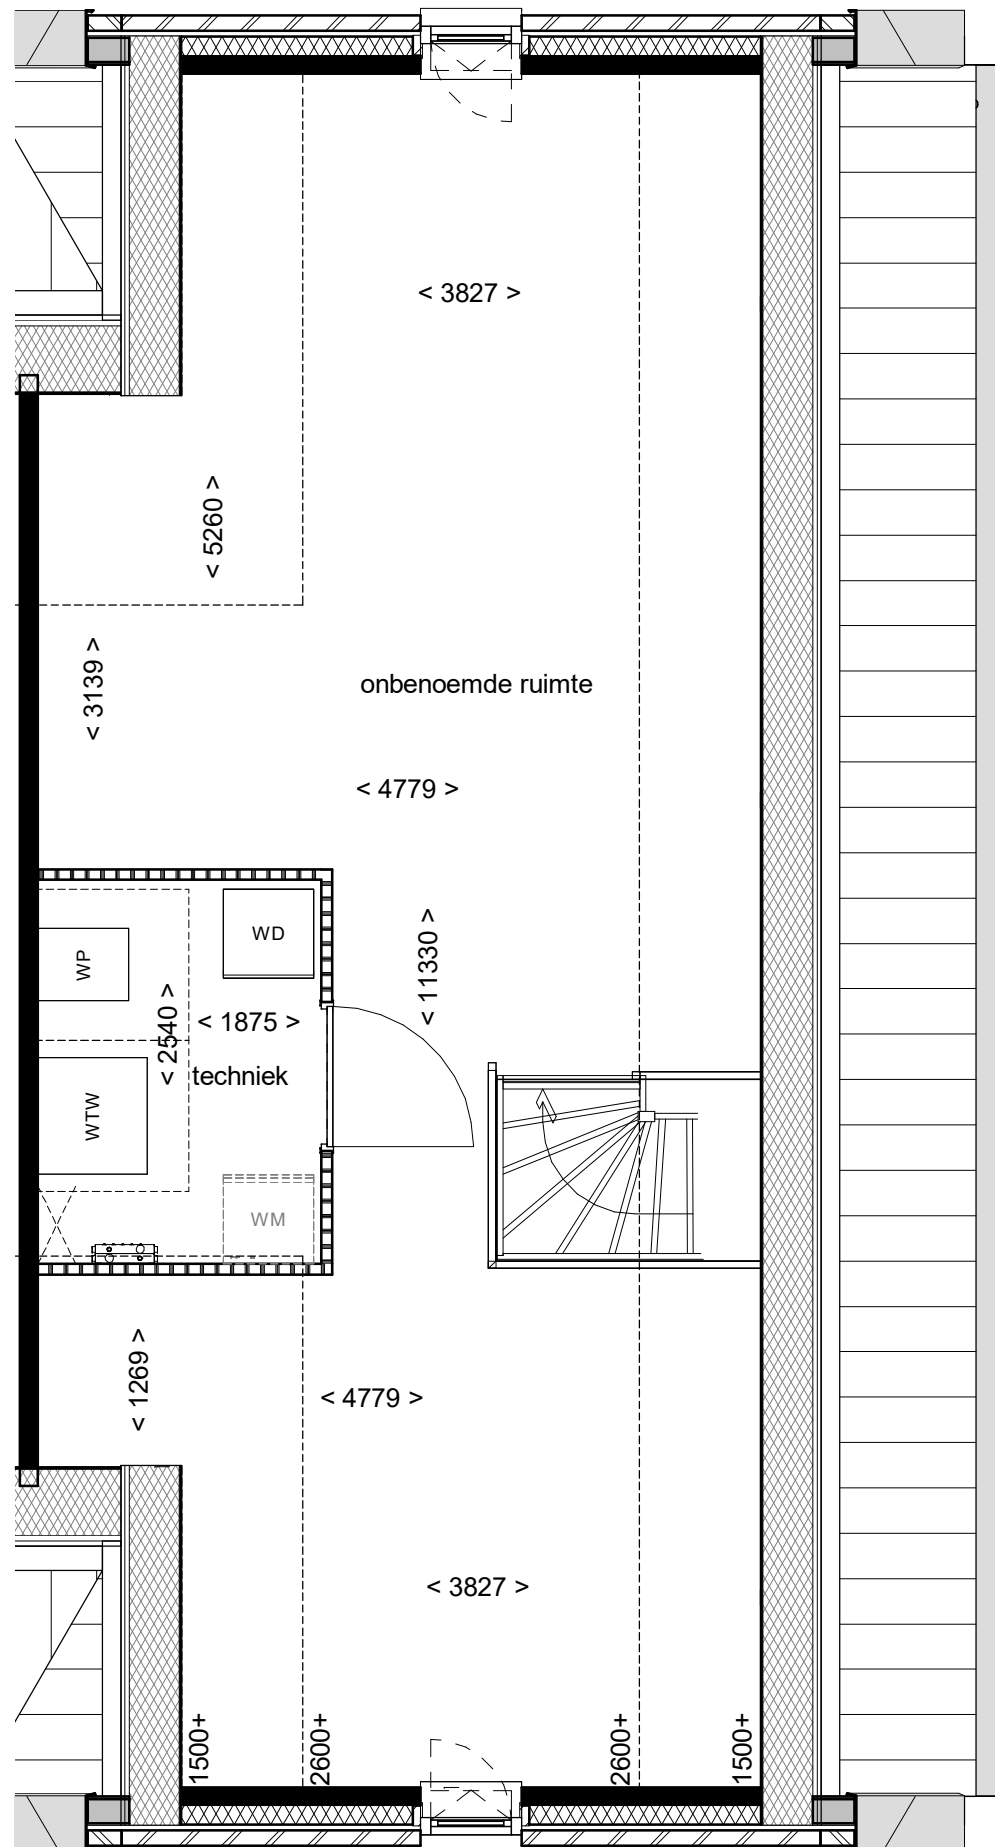 < 3827 >
< 5260 >
< 3139 >
onbenoemde ruimte
< 4779 >
< 11330 >
WD
WP
< 2540 >
< 1875 >
techniek
WTW
WM
< 1269 >
< 4779 >
< 3827 >
1500+
2600+
2600+
1500+